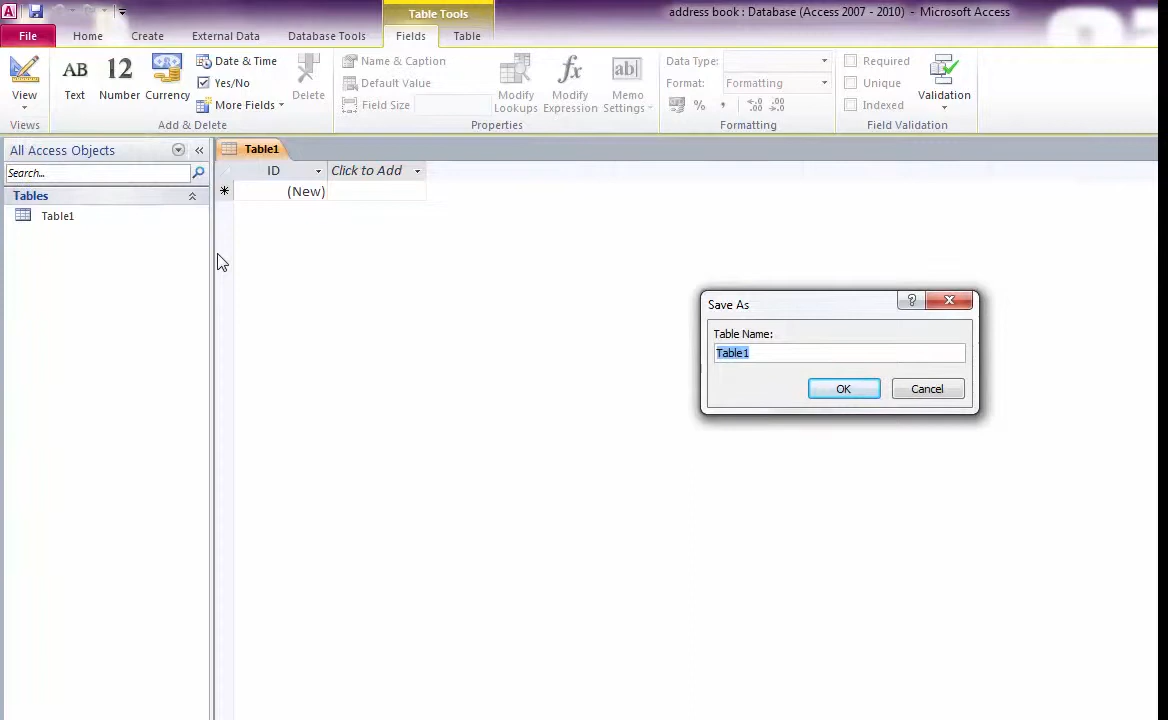 Table Tools
address book : Database (Access 2007 - 2010) - Microsoft Access
File Home Create External Data Database Tools Fields Table
View
Views
AB Text
12 Number
Currency
Date & Time
Yes/No
More Fields
Delete
Add & Delete
Name & Caption
Default Value
Field Size
Modify Lookups
fx Modify Expression
ab Memo Settings
Properties
Data Type:
Format: Formatting
% , .00 .00
Formatting
Required
Unique
Indexed
Validation
Field Validation
All Access Objects «
Search...
Tables
Table1
Table1
ID Click to Add
* (New)
Save As
Table Name:
Table1
OK Cancel